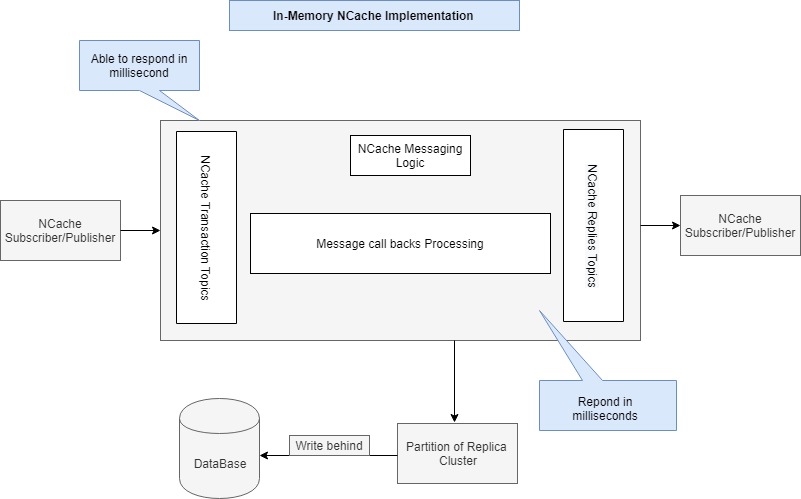 In-Memory NCache Implementation
Able to respond in
millisecond
NCache Messaging
Logic
NCache Transaction Topics
NCache Replies Topics
NCache
Subscriber/Publisher
Message call backs Processing
NCache
Subscriber/Publisher
Repond in
milliseconds
Write behind
Partition of Replica
Cluster
DataBase